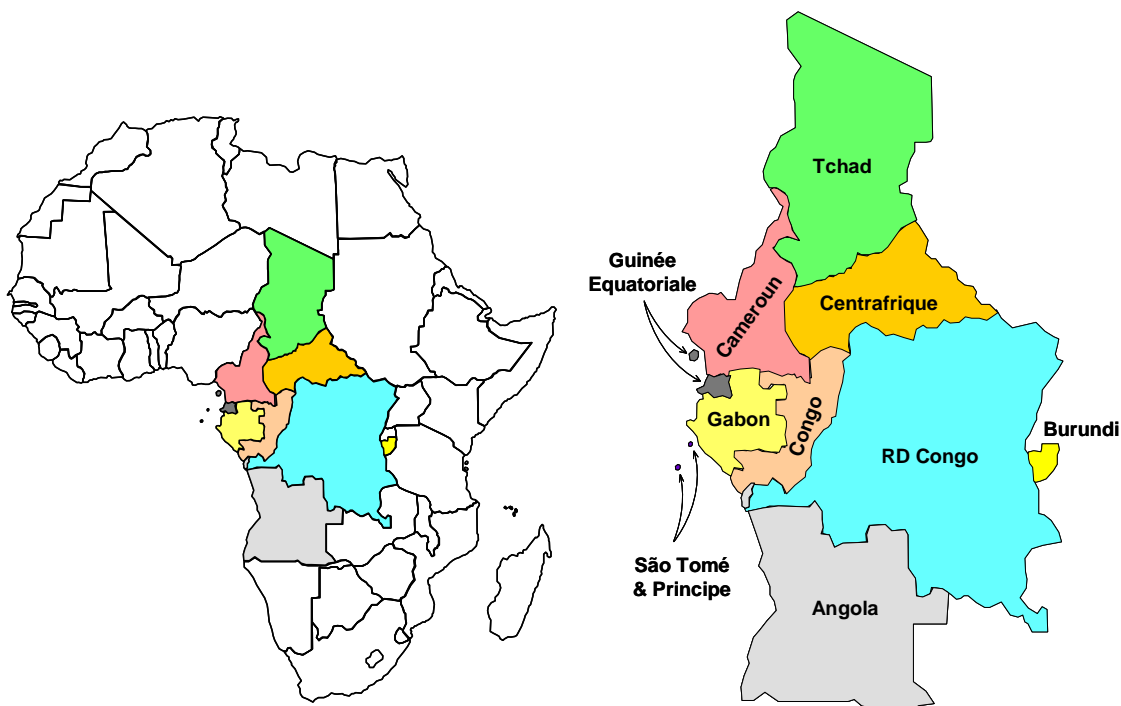 Tchad
Guinée
Equatoriale
Cameroun
Centrafrique
Gabon
Congo
Burundi
RD Congo
São Tomé
& Principe
Angola